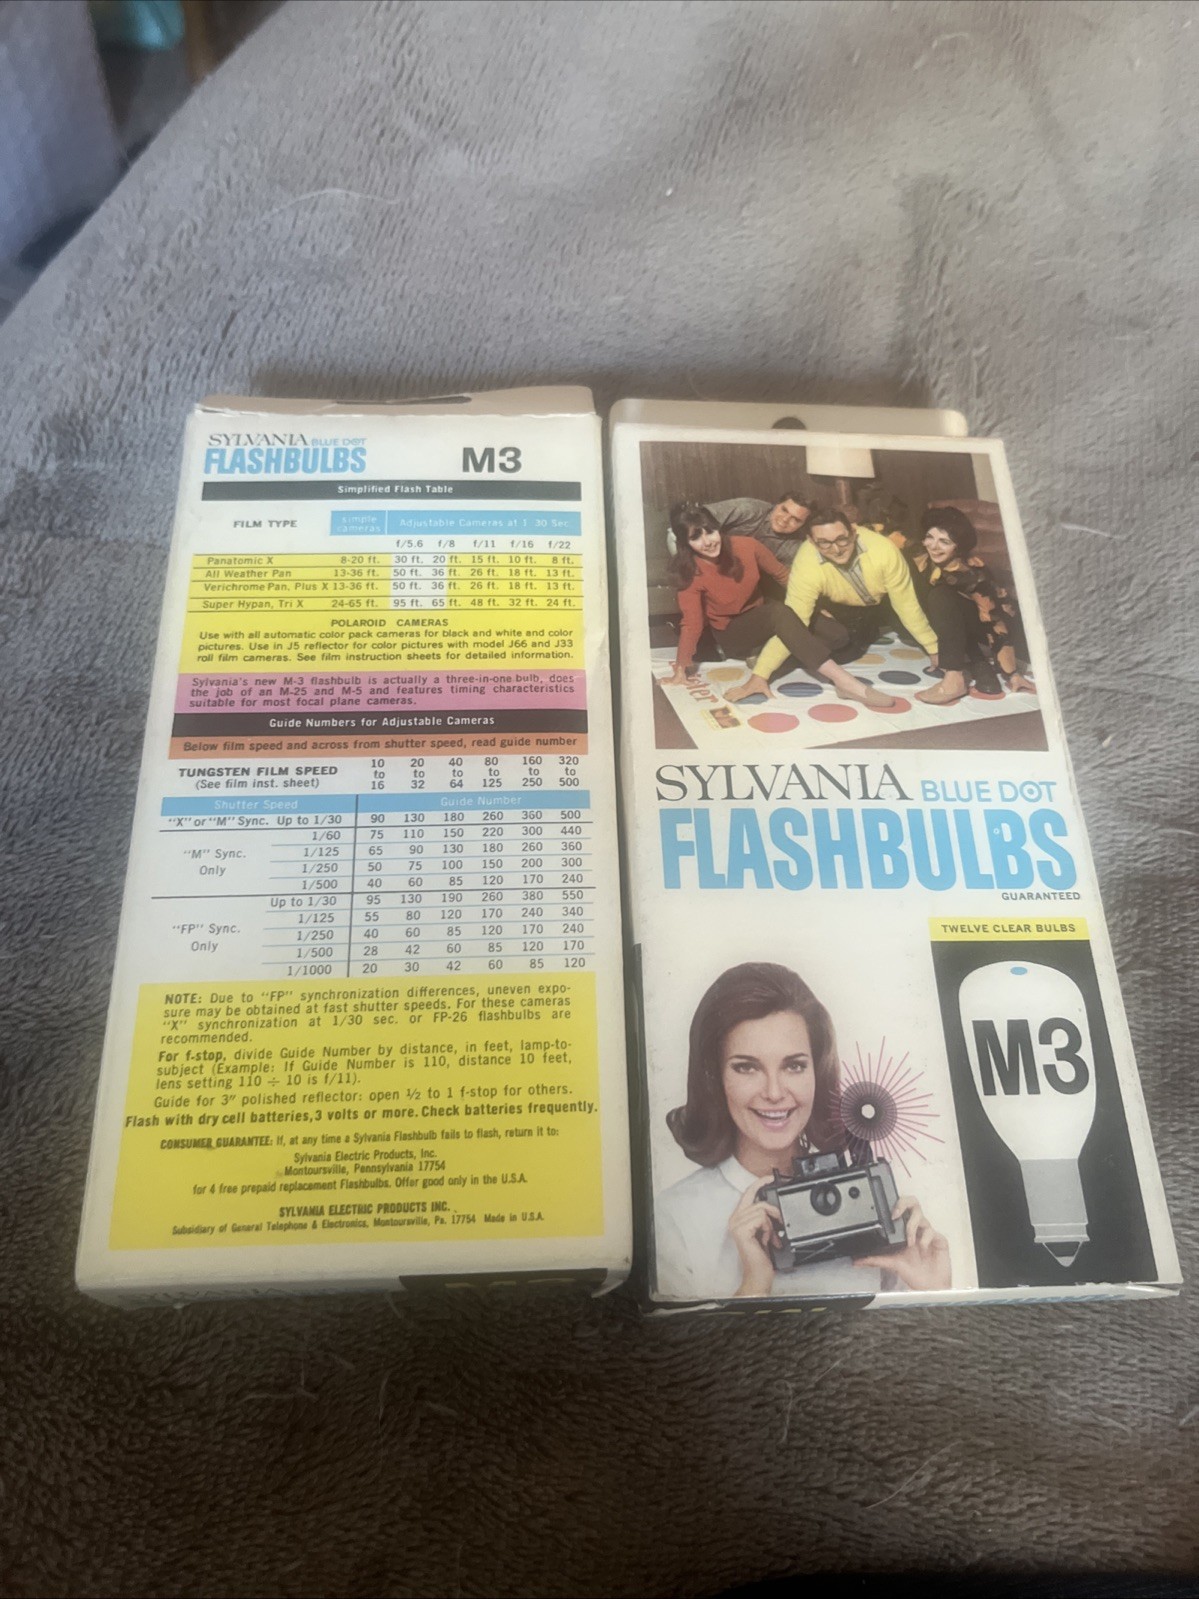 SYLVANIA BLUE DOT
FLASHBULBS
M3
Simplified Flash Table
FILM TYPE
simple
cameras
Adjustable Cameras at 1 30 Sec.
f/5.6 f/8 f/11 f/16 f/22
Panatomic X 8-20 ft. 30 ft. 20 ft. 15 ft. 10 ft. 8 ft.
All Weather Pan 13-36 ft. 50 ft. 36 ft. 26 ft. 18 ft. 13 ft.
Verichrome Pan, Plus X 13-36 ft. 50 ft. 36 ft. 26 ft. 18 ft. 13 ft.
Super Hypan, Tri X 24-65 ft. 95 ft. 65 ft. 48 ft. 32 ft. 24 ft.
POLAROID CAMERAS
Use with all automatic color pack cameras for black and white and color
pictures. Use in J5 reflector for color pictures with model J66 and J33
roll film cameras. See film instruction sheets for detailed information.
Sylvania's new M-3 flashbulb is actually a three-in-one bulb, does
the job of an M-25 and M-5 and features timing characteristics
suitable for most focal plane cameras.
Guide Numbers for Adjustable Cameras
Below film speed and across from shutter speed, read guide number
TUNGSTEN FILM SPEED
(See film inst. sheet)
10 20 40 80 160 320
to to to to to to
16 32 64 125 250 500
Shutter Speed Guide Number
"X" or "M" Sync. Up to 1/30 90 130 180 260 360 500
1/60 75 110 150 220 300 440
"M" Sync.
Only
1/125 65 90 130 180 260 360
1/250 50 75 100 150 200 300
1/500 40 60 85 120 170 240
Up to 1/30 95 130 190 260 380 550
"FP" Sync.
Only
1/125 55 80 120 170 240 340
1/250 40 60 85 120 170 240
1/500 28 42 60 85 120 170
1/1000 20 30 42 60 85 120
NOTE: Due to "FP" synchronization differences, uneven expo-
sure may be obtained at fast shutter speeds. For these cameras
"X" synchronization at 1/30 sec. or FP-26 flashbulbs are
recommended.
For f-stop, divide Guide Number by distance, in feet, lamp-to-
subject (Example: If Guide Number is 110, distance 10 feet,
lens setting 110 ÷ 10 is f/11).
Guide for 3" polished reflector: open ½ to 1 f-stop for others.
Flash with dry cell batteries, 3 volts or more. Check batteries frequently.
CONSUMER GUARANTEE: If, at any time a Sylvania Flashbulb fails to flash, return it to:
Sylvania Electric Products, Inc.
Montoursville, Pennsylvania 17754
for 4 free prepaid replacement Flashbulbs. Offer good only in the U.S.A.
SYLVANIA ELECTRIC PRODUCTS INC.
Subsidiary of General Telephone & Electronics, Montoursville, Pa. 17754 Made in U.S.A.
SYLVANIA BLUE DOT
FLASHBULBS
GUARANTEED
TWELVE CLEAR BULBS
M3